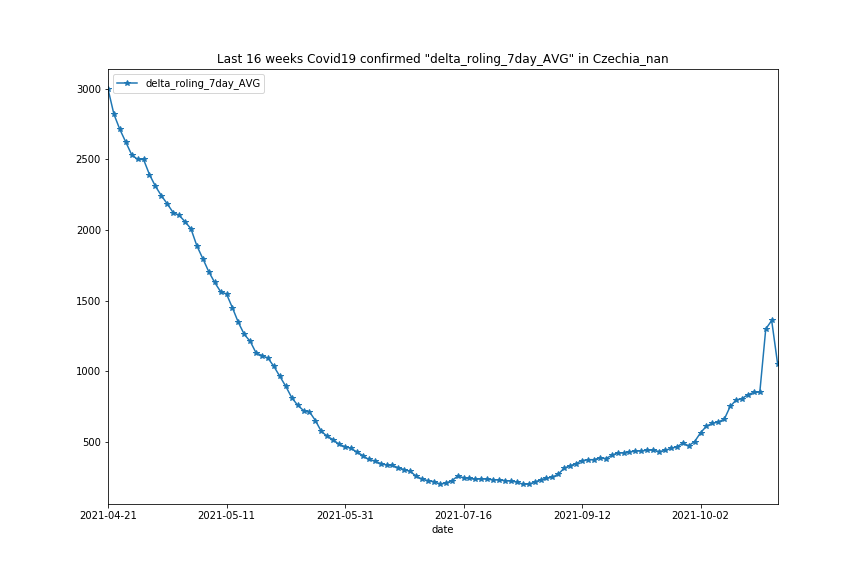 Last 16 weeks Covid19 confirmed "delta_roling_7day_AVG" in Czechia_nan
delta_roling_7day_AVG
3000
2500
2000
1500
1000
500
2021-04-21 2021-05-11 2021-05-31 2021-07-16 2021-09-12 2021-10-02
date